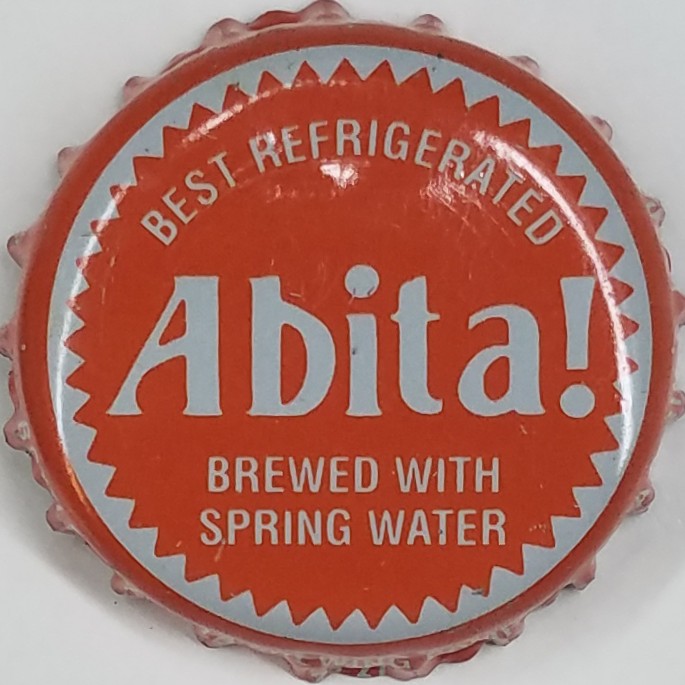 BEST REFRIGERATED
Abita!
BREWED WITH
SPRING WATER